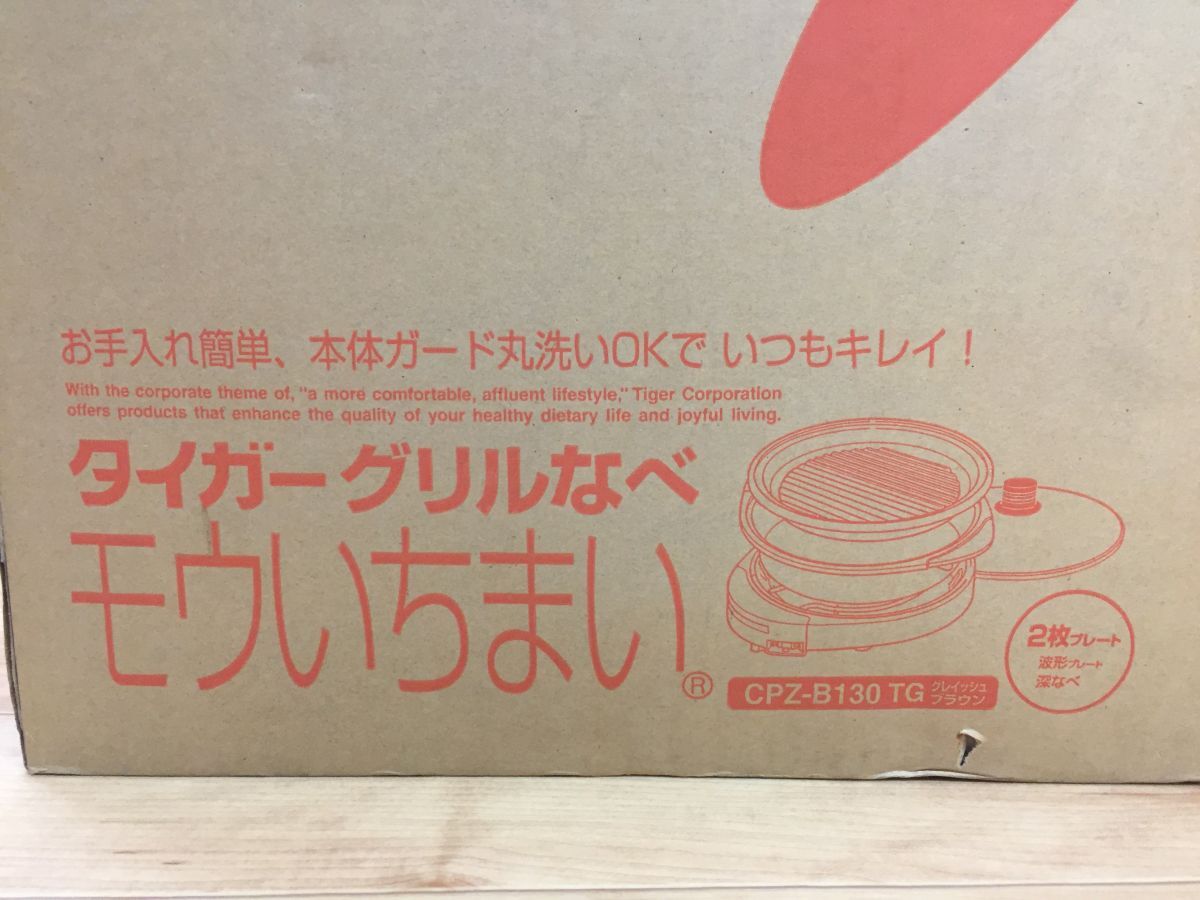 お手入れ簡単、本体ガード丸洗いOKで いつもキレイ!
With the corporate theme of, "a more comfortable, affluent lifestyle," Tiger Corporation
offers products that enhance the quality of your healthy dietary life and joyful living.
タイガーグリルなべ
モウいちまい®
CPZ-B130 TG グレイッシュ
ブラウン
2枚プレート
波形プレート
深なべ